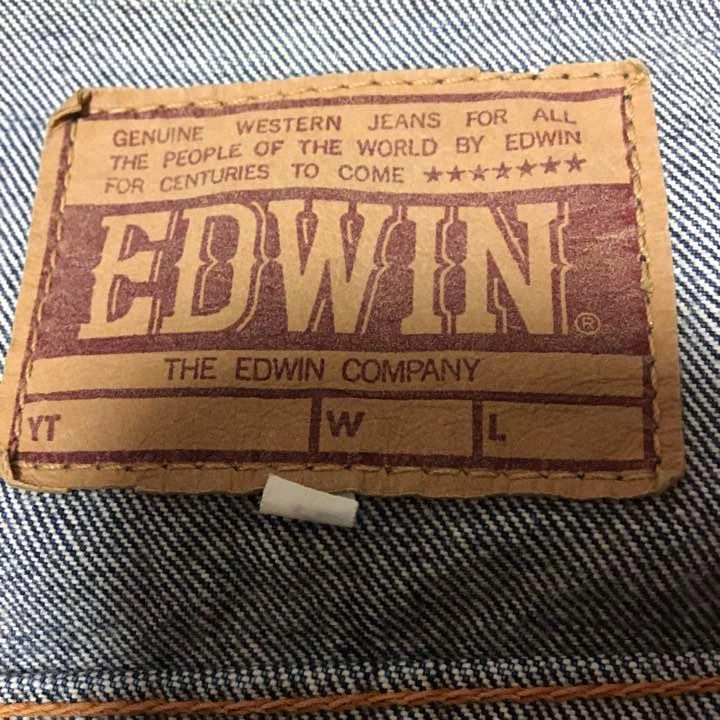 GENUINE WESTERN JEANS FOR ALL
THE PEOPLE OF THE WORLD BY EDWIN
FOR CENTURIES TO COME ★★★★★★★
EDWIN®
THE EDWIN COMPANY
YT W L